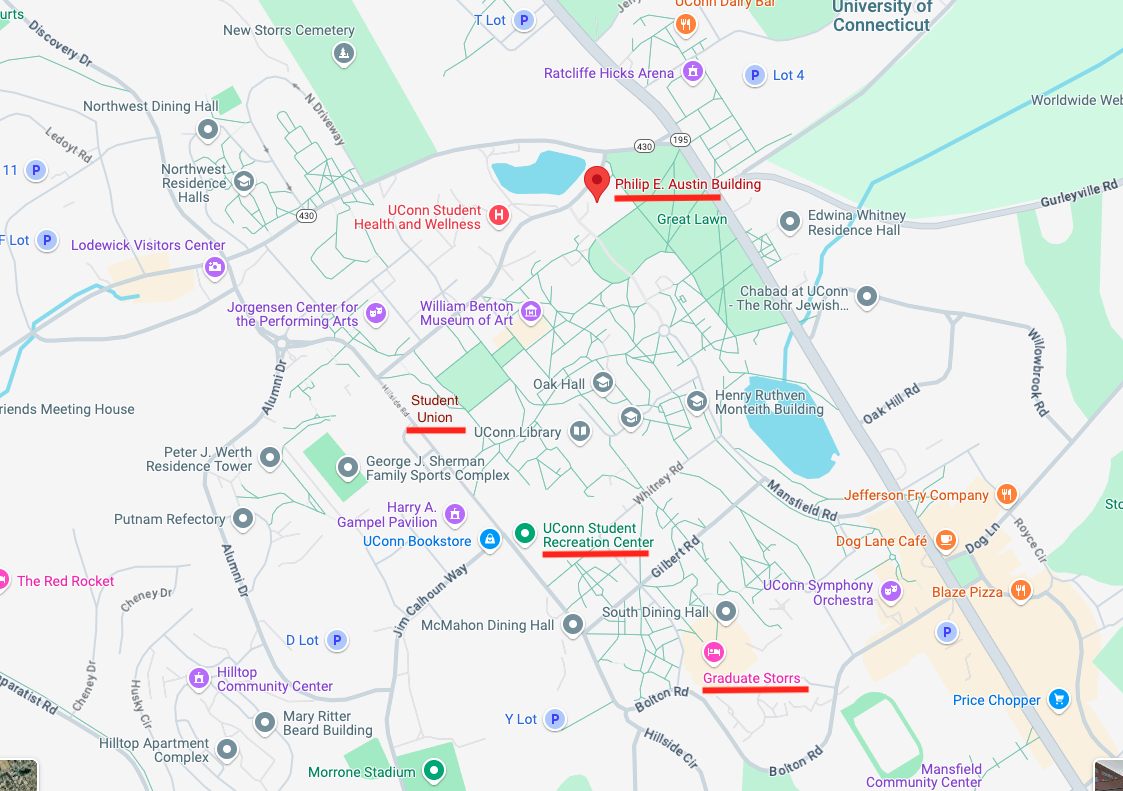 UConn Dairy Bar
University of
Connecticut
T Lot
P
New Storrs Cemetery
Discovery Dr
Ratcliffe Hicks Arena
P
Lot 4
Northwest Dining Hall
N Driveway
Worldwide Web
Ledoyt Rd
430
195
11
P
Northwest
Residence
Halls
Philip E. Austin Building
Gurleyville Rd
430
UConn Student
Health and Wellness
H
Great Lawn
Edwina Whitney
Residence Hall
F Lot
P
Lodewick Visitors Center
Chabad at UConn
- The Rohr Jewish...
Jorgensen Center for
the Performing Arts
William Benton
Museum of Art
Willowbrook Rd
Alumni Dr
Hillside Rd
Oak Hall
Oak Hill Rd
Student
Union
Henry Ruthven
Monteith Building
riends Meeting House
UConn Library
Peter J. Werth
Residence Tower
George J. Sherman
Family Sports Complex
Whitney Rd
Mansfield Rd
Jefferson Fry Company
Harry A.
Gampel Pavilion
Putnam Refectory
UConn Student
Recreation Center
UConn Bookstore
Dog Lane Café
Dog Ln
Royce Cir
Alumni Dr
Gilbert Rd
The Red Rocket
Cheney Dr
Jim Calhoun Way
UConn Symphony
Orchestra
Blaze Pizza
South Dining Hall
McMahon Dining Hall
P
D Lot
P
Hilltop
Community Center
Graduate Storrs
Cheney Dr
Husky Cir
Bolton Rd
Price Chopper
Mary Ritter
Beard Building
Y Lot
P
Hilltop Apartment
Complex
Hillside Cir
Bolton Rd
Morrone Stadium
Mansfield
Community Center